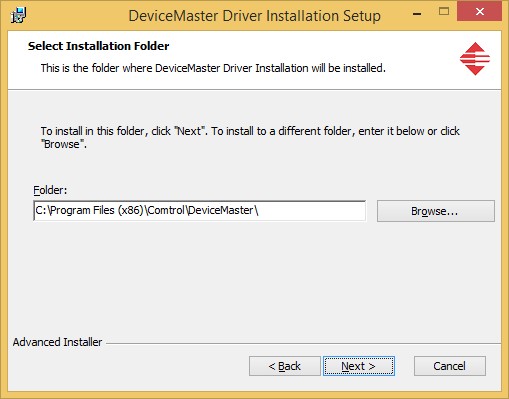 DeviceMaster Driver Installation Setup
Select Installation Folder
This is the folder where DeviceMaster Driver Installation will be installed.
To install in this folder, click "Next". To install to a different folder, enter it below or click
"Browse".
Folder:
C:\Program Files (x86)\Comtrol\DeviceMaster\
Browse...
Advanced Installer
< Back
Next >
Cancel